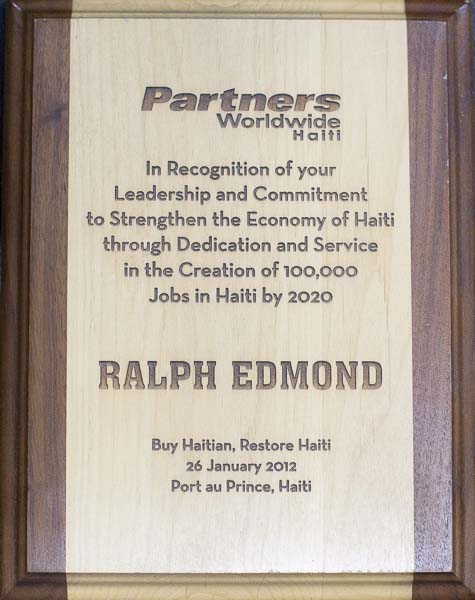 Partners
Worldwide
Haiti
In Recognition of your
Leadership and Commitment
to Strengthen the Economy of Haiti
through Dedication and Service
in the Creation of 100,000
Jobs in Haiti by 2020
RALPH EDMOND
Buy Haitian, Restore Haiti
26 January 2012
Port au Prince, Haiti